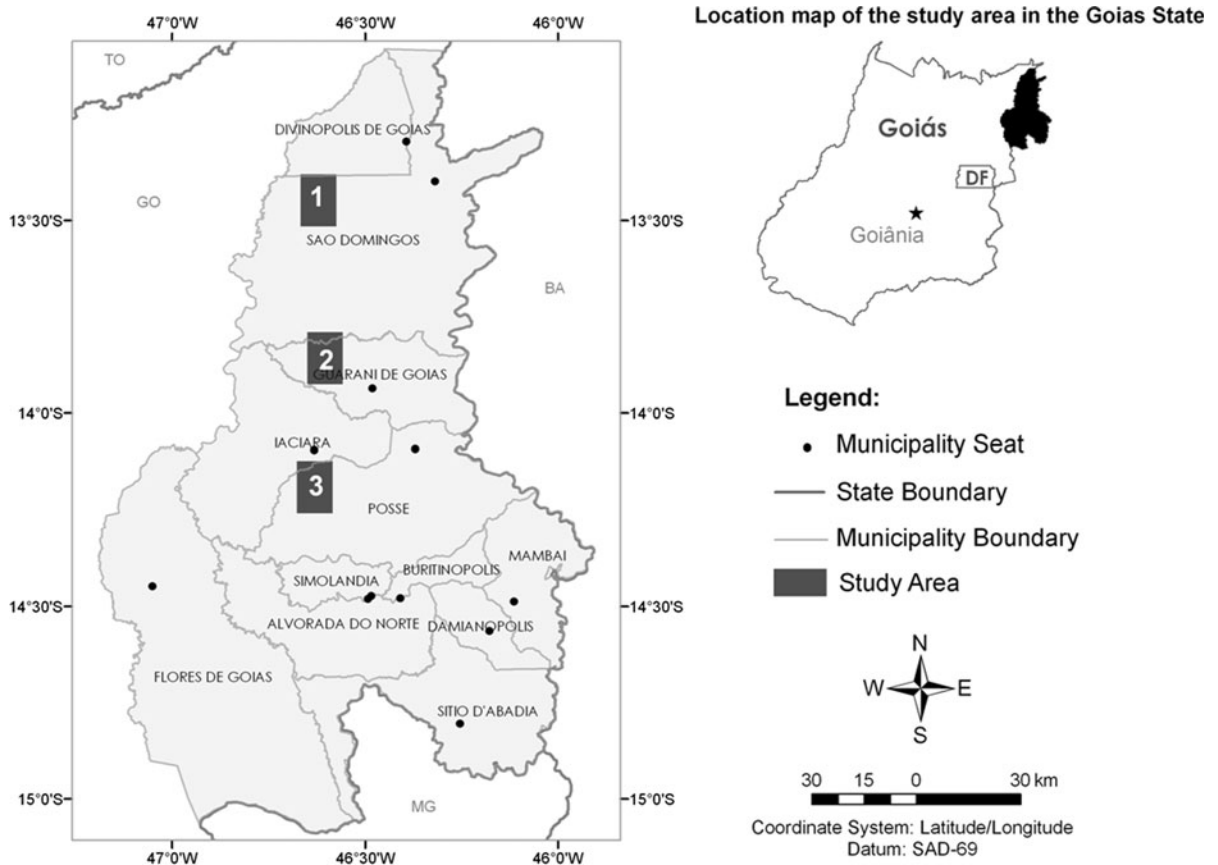 Location map of the study area in the Goias State
47°0'W 46°30'W 46°0'W
TO
GO
BA
MG
13°30'S
14°0'S
14°30'S
15°0'S
DIVINOPOLIS DE GOIAS
1
SAO DOMINGOS
2
GUARANI DE GOIAS
IACIARA
3
POSSE
MAMBAI
BURITINOPOLIS
SIMOLANDIA
ALVORADA DO NORTE
DAMIANOPOLIS
FLORES DE GOIAS
SITIO D'ABADIA
13°30'S
14°0'S
14°30'S
15°0'S
47°0'W 46°30'W 46°0'W
Goiás
DF
Goiânia
Legend:
Municipality Seat
State Boundary
Municipality Boundary
Study Area
N
W E
S
30 15 0 30 km
Coordinate System: Latitude/Longitude
Datum: SAD-69